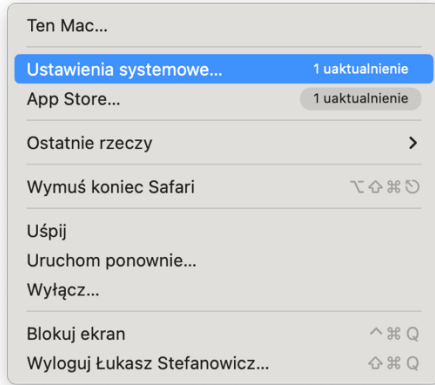 Ten Mac...
Ustawienia systemowe... 1 uaktualnienie
App Store... 1 uaktualnienie
Ostatnie rzeczy >
Wymuś koniec Safari ⌥⇧⌘⎋
Uśpij
Uruchom ponownie...
Wyłącz...
Blokuj ekran ^⌘Q
Wyloguj Łukasz Stefanowicz... ⇧⌘Q